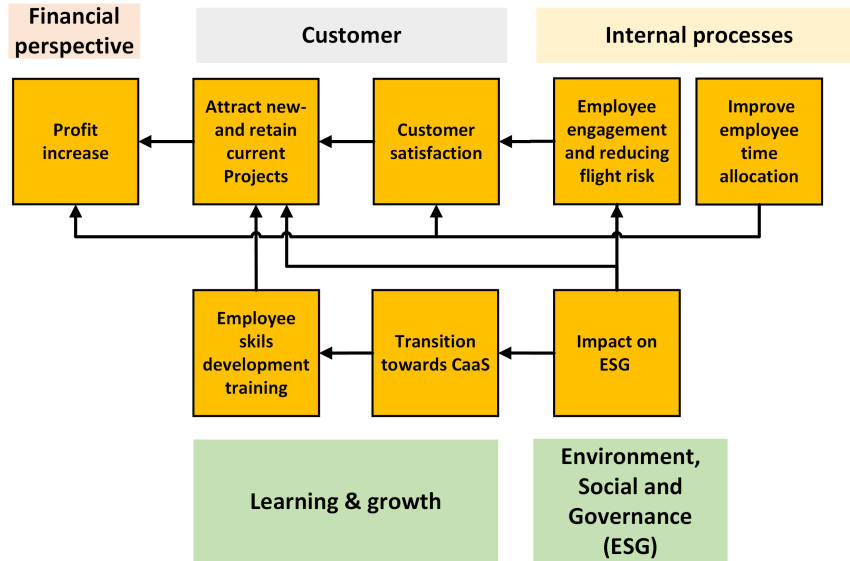 Financial
perspective
Customer
Internal processes
Profit
increase
Attract new-
and retain
current
Projects
Customer
satisfaction
Employee
engagement
and reducing
flight risk
Improve
employee
time
allocation
Employee
skils
development
training
Transition
towards CaaS
Impact on
ESG
Learning & growth
Environment,
Social and
Governance
(ESG)